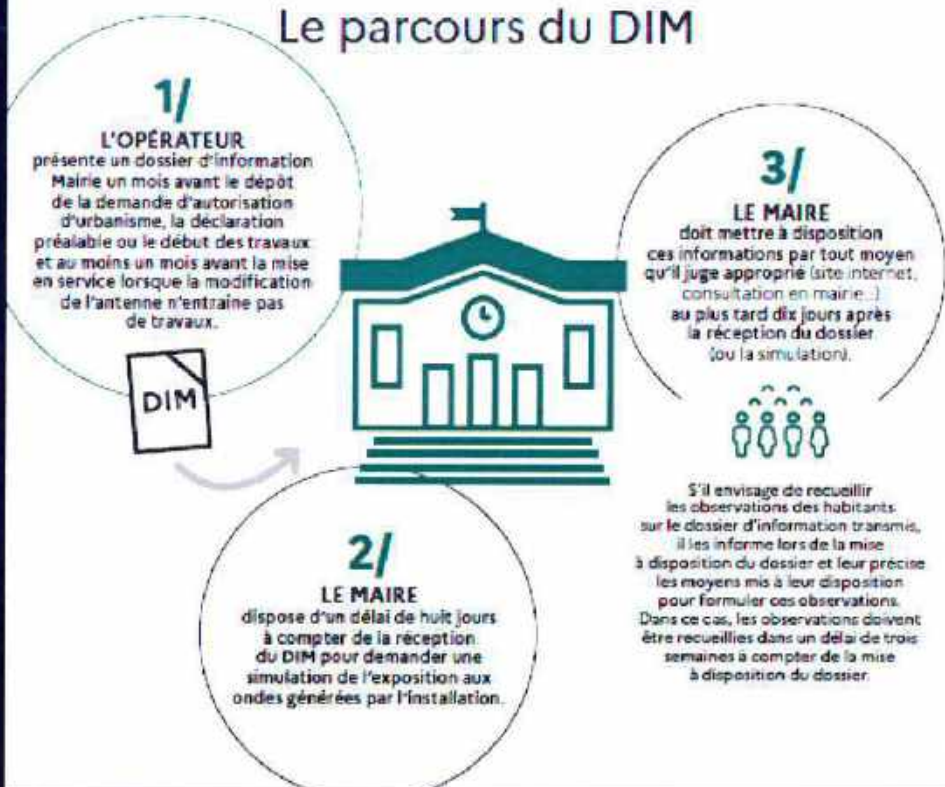 Le parcours du DIM
1/
L'OPÉRATEUR
présente un dossier d'information
Mairie un mois avant le dépôt
de la demande d'autorisation
d'urbanisme, la déclaration
préalable ou le début des travaux
et au moins un mois avant la mise
en service lorsque la modification
de l'antenne n'entraîne pas
de travaux.
DIM
2/
LE MAIRE
dispose d'un délai de huit jours
à compter de la réception
du DIM pour demander une
simulation de l'exposition aux
ondes générées par l'installation.
3/
LE MAIRE
doit mettre à disposition
ces informations par tout moyen
qu'il juge approprié (site internet,
consultation en mairie...)
au plus tard dix jours après
la réception du dossier
(ou la simulation).
S'il envisage de recueillir
les observations des habitants
sur le dossier d'information transmis,
il les informe lors de la mise
à disposition du dossier et leur précise
les moyens mis à leur disposition
pour formuler ces observations.
Dans ce cas, les observations doivent
être recueillies dans un délai de trois
semaines à compter de la mise
à disposition du dossier.